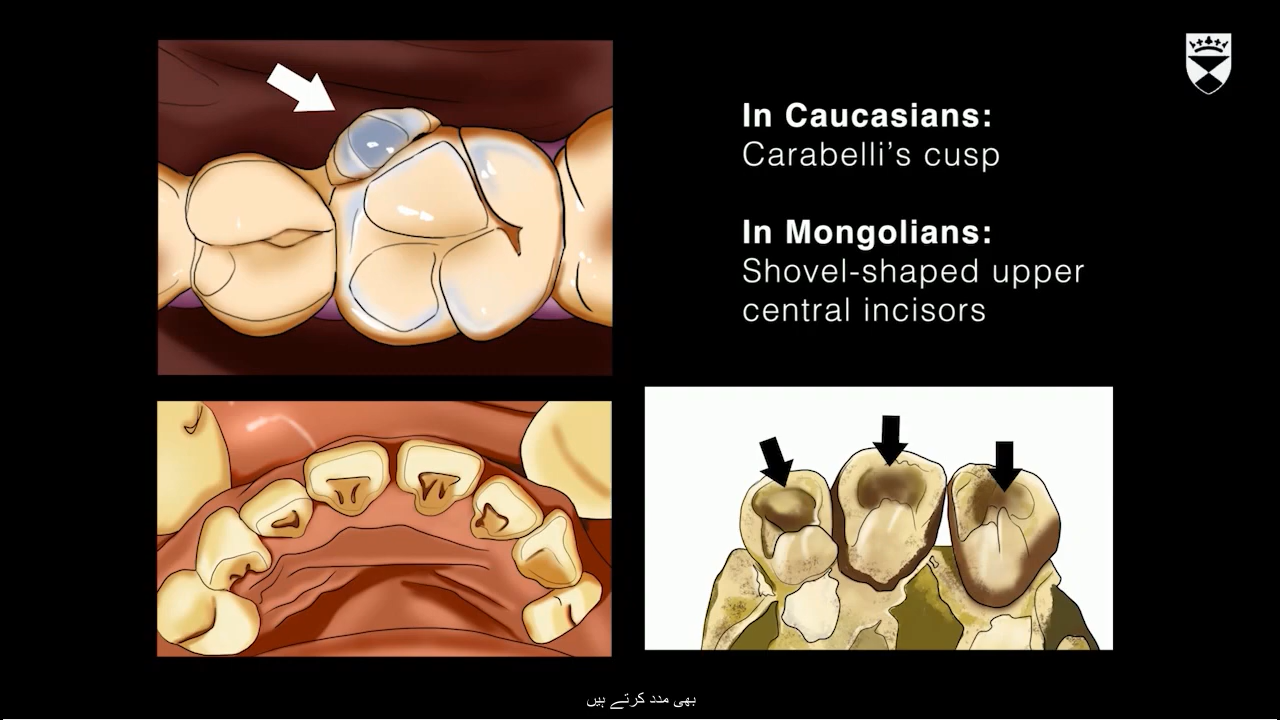 In Caucasians:
Carabelli’s cusp
In Mongolians:
Shovel-shaped upper
central incisors
بھی مدد کرتے ہیں